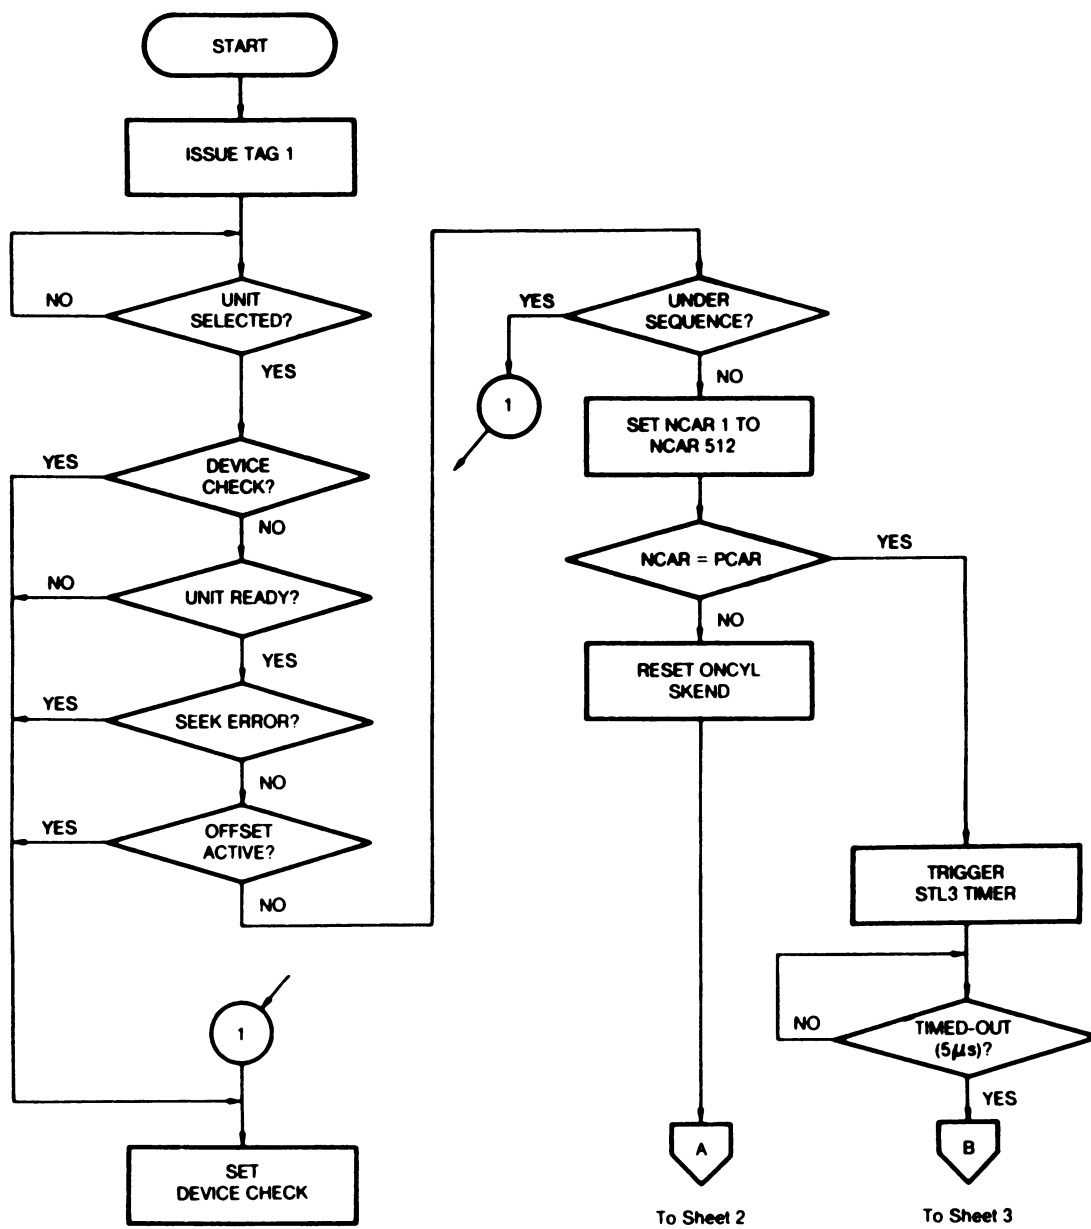 START
ISSUE TAG 1
NO
UNIT
SELECTED?
YES
YES
DEVICE
CHECK?
NO
NO
UNIT READY?
YES
YES
SEEK ERROR?
NO
YES
OFFSET
ACTIVE?
NO
1
SET
DEVICE CHECK
YES
UNDER
SEQUENCE?
1
NO
SET NCAR 1 TO
NCAR 512
NCAR = PCAR
YES
NO
RESET ONCYL
SKEND
A
To Sheet 2
TRIGGER
STL3 TIMER
NO
TIMED-OUT
(5μs)?
YES
B
To Sheet 3